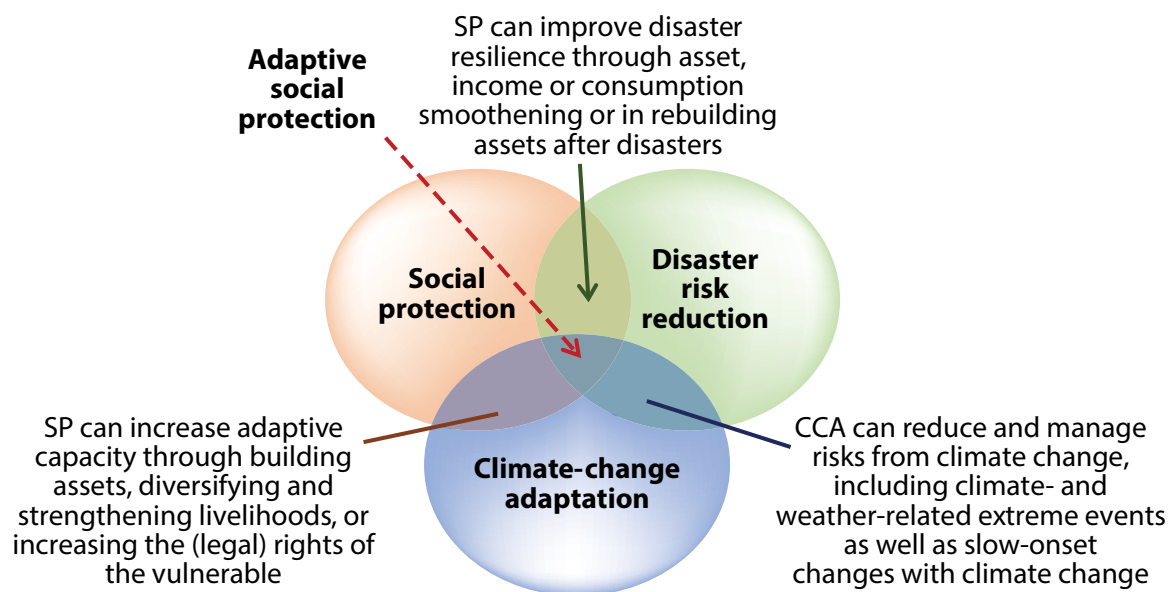 Adaptive
social
protection
SP can improve disaster
resilience through asset,
income or consumption
smoothening or in rebuilding
assets after disasters
Social
protection
Disaster
risk
reduction
Climate-change
adaptation
SP can increase adaptive
capacity through building
assets, diversifying and
strengthening livelihoods, or
increasing the (legal) rights of
the vulnerable
CCA can reduce and manage
risks from climate change,
including climate- and
weather-related extreme events
as well as slow-onset
changes with climate change